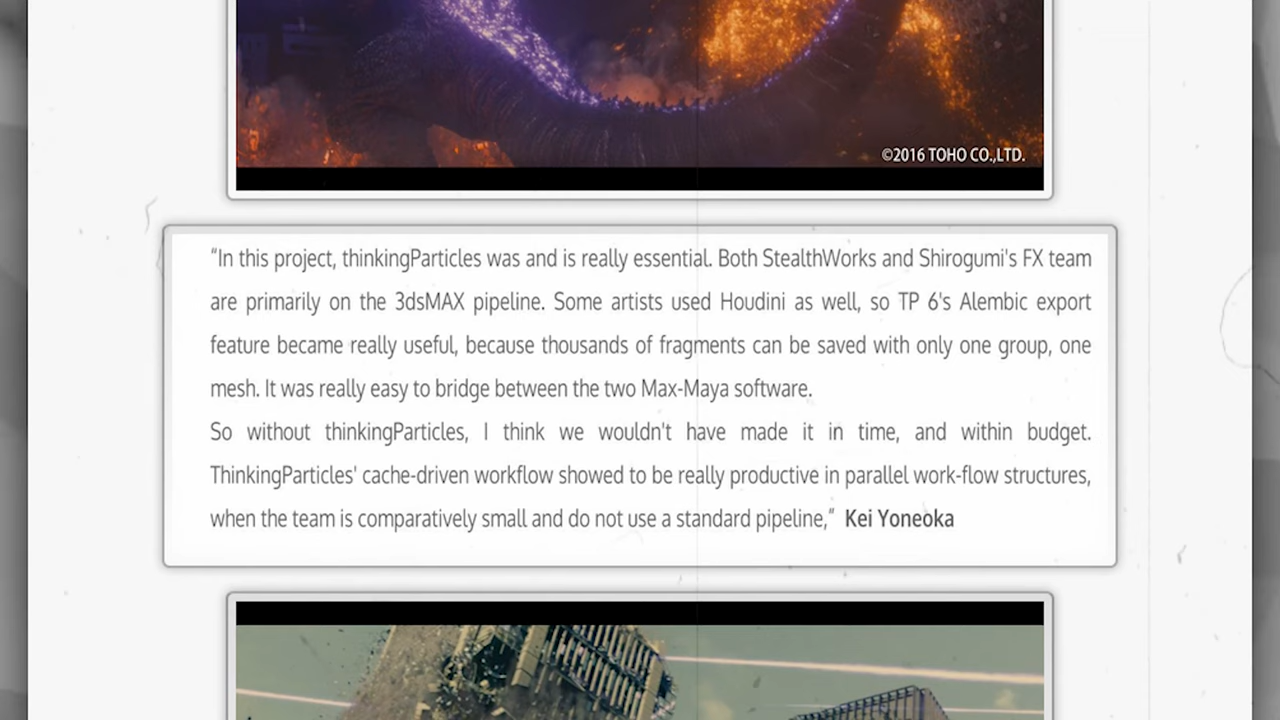 ©2016 TOHO CO.,LTD.
“In this project, thinkingParticles was and is really essential. Both StealthWorks and Shirogumi's FX team
are primarily on the 3dsMAX pipeline. Some artists used Houdini as well, so TP 6's Alembic export
feature became really useful, because thousands of fragments can be saved with only one group, one
mesh. It was really easy to bridge between the two Max-Maya software.
So without thinkingParticles, I think we wouldn't have made it in time, and within budget.
ThinkingParticles' cache-driven workflow showed to be really productive in parallel work-flow structures,
when the team is comparatively small and do not use a standard pipeline,” Kei Yoneoka